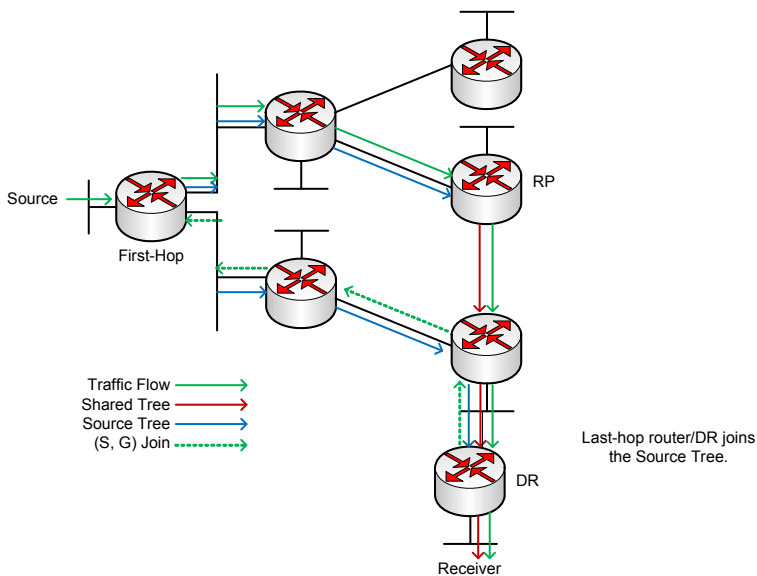 RP
Source
First-Hop
Traffic Flow
Shared Tree
Source Tree
(S, G) Join
Last-hop router/DR joins
the Source Tree.
DR
Receiver